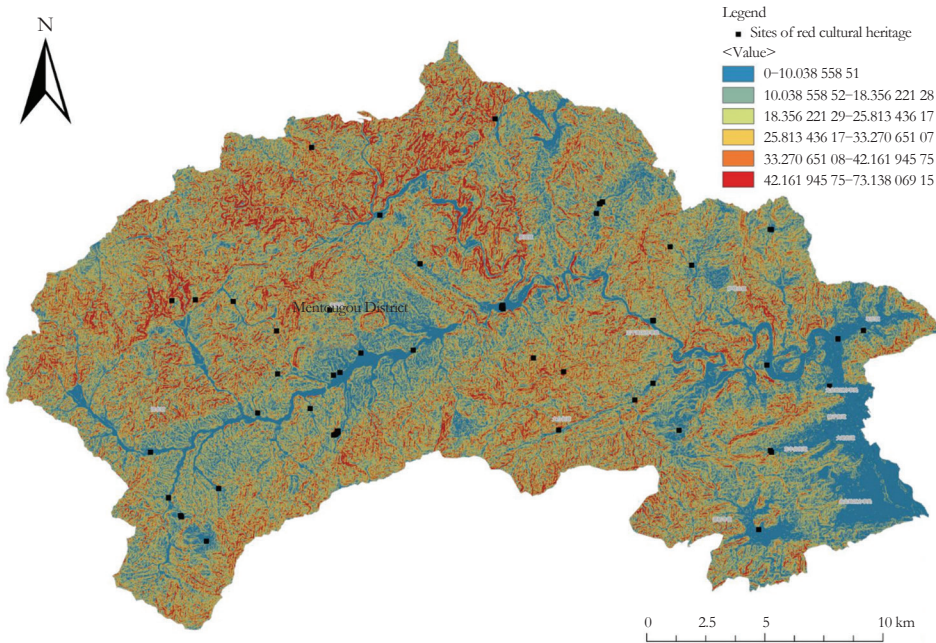 N
Legend
Sites of red cultural heritage
<Value>
0−10.038 558 51
10.038 558 52−18.356 221 28
18.356 221 29−25.813 436 17
25.813 436 17−33.270 651 07
33.270 651 08−42.161 945 75
42.161 945 75−73.138 069 15
Mentougou District
0 2.5 5 10 km